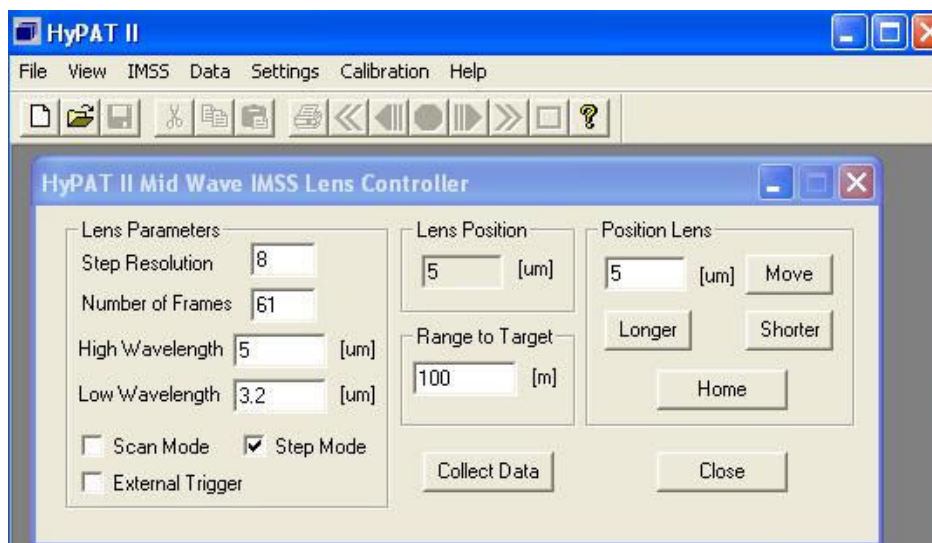 HyPAT II
File View IMSS Data Settings Calibration Help
HyPAT II Mid Wave IMSS Lens Controller
Lens Parameters
Step Resolution 8
Number of Frames 61
High Wavelength 5 [um]
Low Wavelength 3.2 [um]
Scan Mode Step Mode
External Trigger
Lens Position
5 [um]
Range to Target
100 [m]
Collect Data
Position Lens
5 [um] Move
Longer Shorter
Home
Close